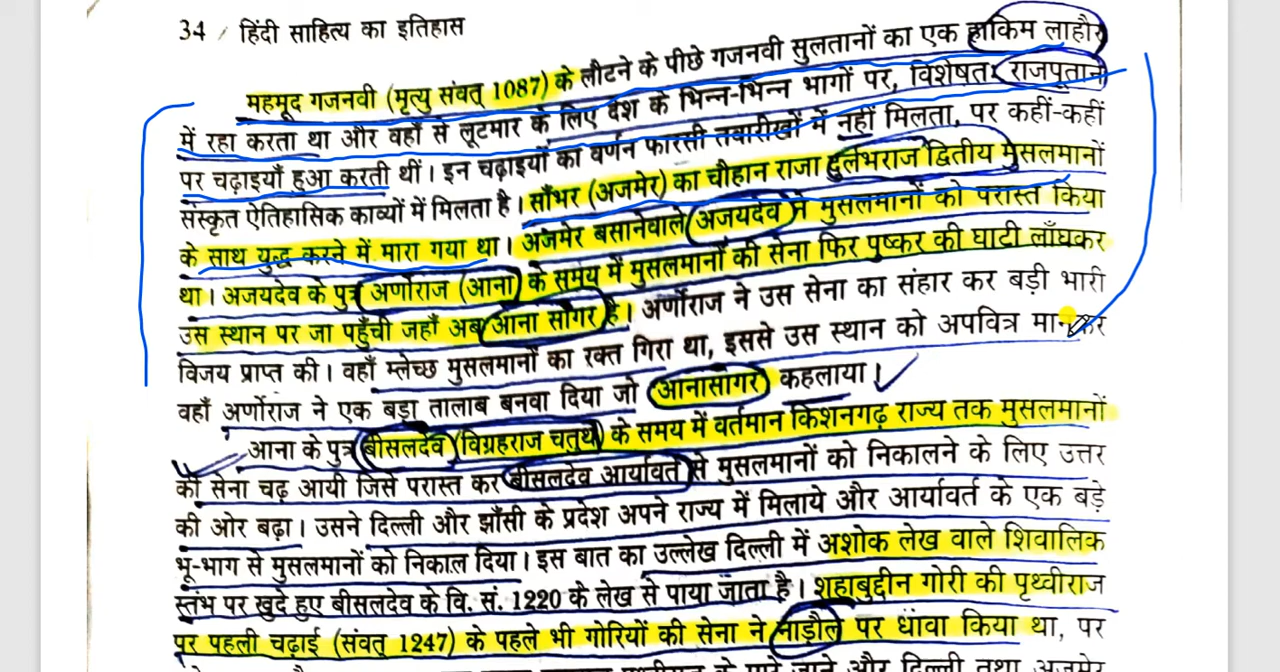 34 / हिंदी साहित्य का इतिहास
महमूद गजनवी (मृत्यु संवत् 1087) के लौटने के पीछे गजनवी सुलतानों का एक हाकिम लाहौर
में रहा करता था और वहाँ से लूटमार के लिए देश के भिन्न-भिन्न भागों पर, विशेषतः राजपूताने
पर चढ़ाइयाँ हुआ करती थीं। इन चढ़ाइयों का वर्णन फारसी तवारीखों में नहीं मिलता, पर कहीं-कहीं
संस्कृत ऐतिहासिक काव्यों में मिलता है। साँभर (अजमेर) का चौहान राजा दुर्लभराज द्वितीय मुसलमानों
के साथ युद्ध करने में मारा गया था। अजमेर बसानेवाले अजयदेव ने मुसलमानों को परास्त किया
था। अजयदेव के पुत्र अर्णोराज (आना) के समय में मुसलमानों की सेना फिर पुष्कर की घाटी लाँघकर
उस स्थान पर जा पहुँची जहाँ अब आना सागर है। अर्णोराज ने उस सेना का संहार कर बड़ी भारी
विजय प्राप्त की। वहाँ म्लेच्छ मुसलमानों का रक्त गिरा था, इससे उस स्थान को अपवित्र मानकर
वहाँ अर्णोराज ने एक बड़ा तालाब बनवा दिया जो आनासागर कहलाया।
आना के पुत्र बीसलदेव (विग्रहराज चतुर्थ) के समय में वर्तमान किशनगढ़ राज्य तक मुसलमानों
की सेना चढ़ आयी जिसे परास्त कर बीसलदेव आर्यावर्त से मुसलमानों को निकालने के लिए उत्तर
की ओर बढ़ा। उसने दिल्ली और झाँसी के प्रदेश अपने राज्य में मिलाये और आर्यावर्त के एक बड़े
भू-भाग से मुसलमानों को निकाल दिया। इस बात का उल्लेख दिल्ली में अशोक लेख वाले शिवालिक
स्तंभ पर खुदे हुए बीसलदेव के वि. सं. 1220 के लेख से पाया जाता है। शहाबुद्दीन गोरी की पृथ्वीराज
पर पहली चढ़ाई (संवत् 1247) के पहले भी गोरियों की सेना ने नाड़ौल पर धावा किया था, पर